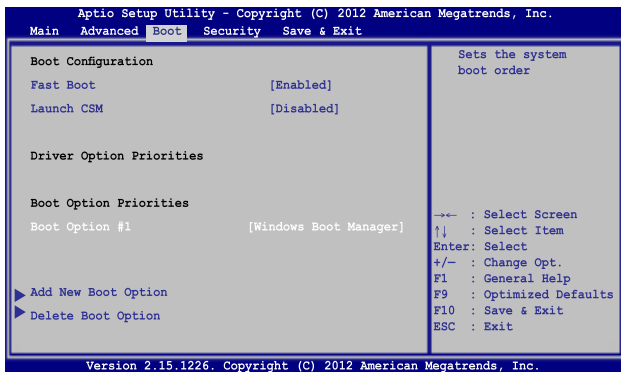 Aptio Setup Utility - Copyright (C) 2012 American Megatrends, Inc.
Main Advanced Boot Security Save & Exit
Boot Configuration
Fast Boot [Enabled]
Launch CSM [Disabled]
Driver Option Priorities
Boot Option Priorities
Boot Option #1 [Windows Boot Manager]
Add New Boot Option
Delete Boot Option
Sets the system
boot order
→← : Select Screen
↑↓ : Select Item
Enter: Select
+/— : Change Opt.
F1 : General Help
F9 : Optimized Defaults
F10 : Save & Exit
ESC : Exit
Version 2.15.1226. Copyright (C) 2012 American Megatrends, Inc.